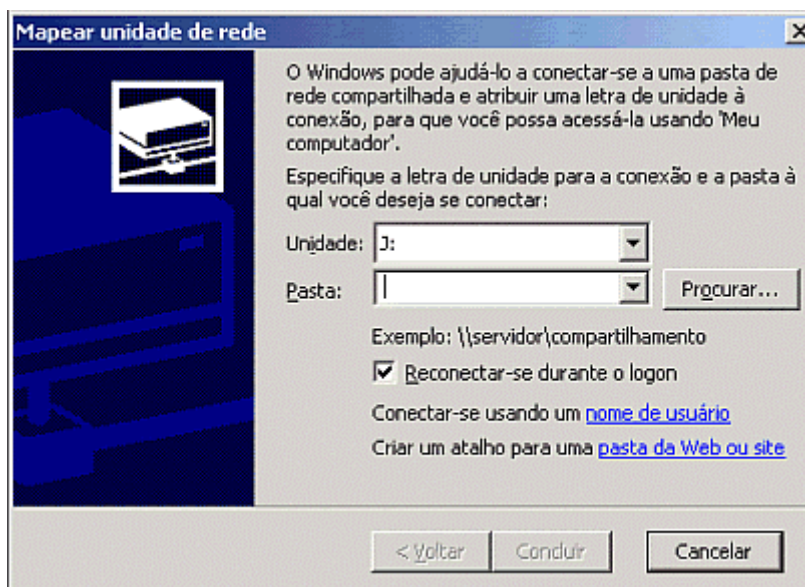 Mapear unidade de rede
O Windows pode ajudá-lo a conectar-se a uma pasta de
rede compartilhada e atribuir uma letra de unidade à
conexão, para que você possa acessá-la usando 'Meu
computador'.
Especifique a letra de unidade para a conexão e a pasta à
qual você deseja se conectar:
Unidade: J:
Pasta: Procurar...
Exemplo: \\servidor\compartilhamento
Reconectar-se durante o logon
Conectar-se usando um nome de usuário
Criar um atalho para uma pasta da Web ou site
< Voltar Concluir Cancelar